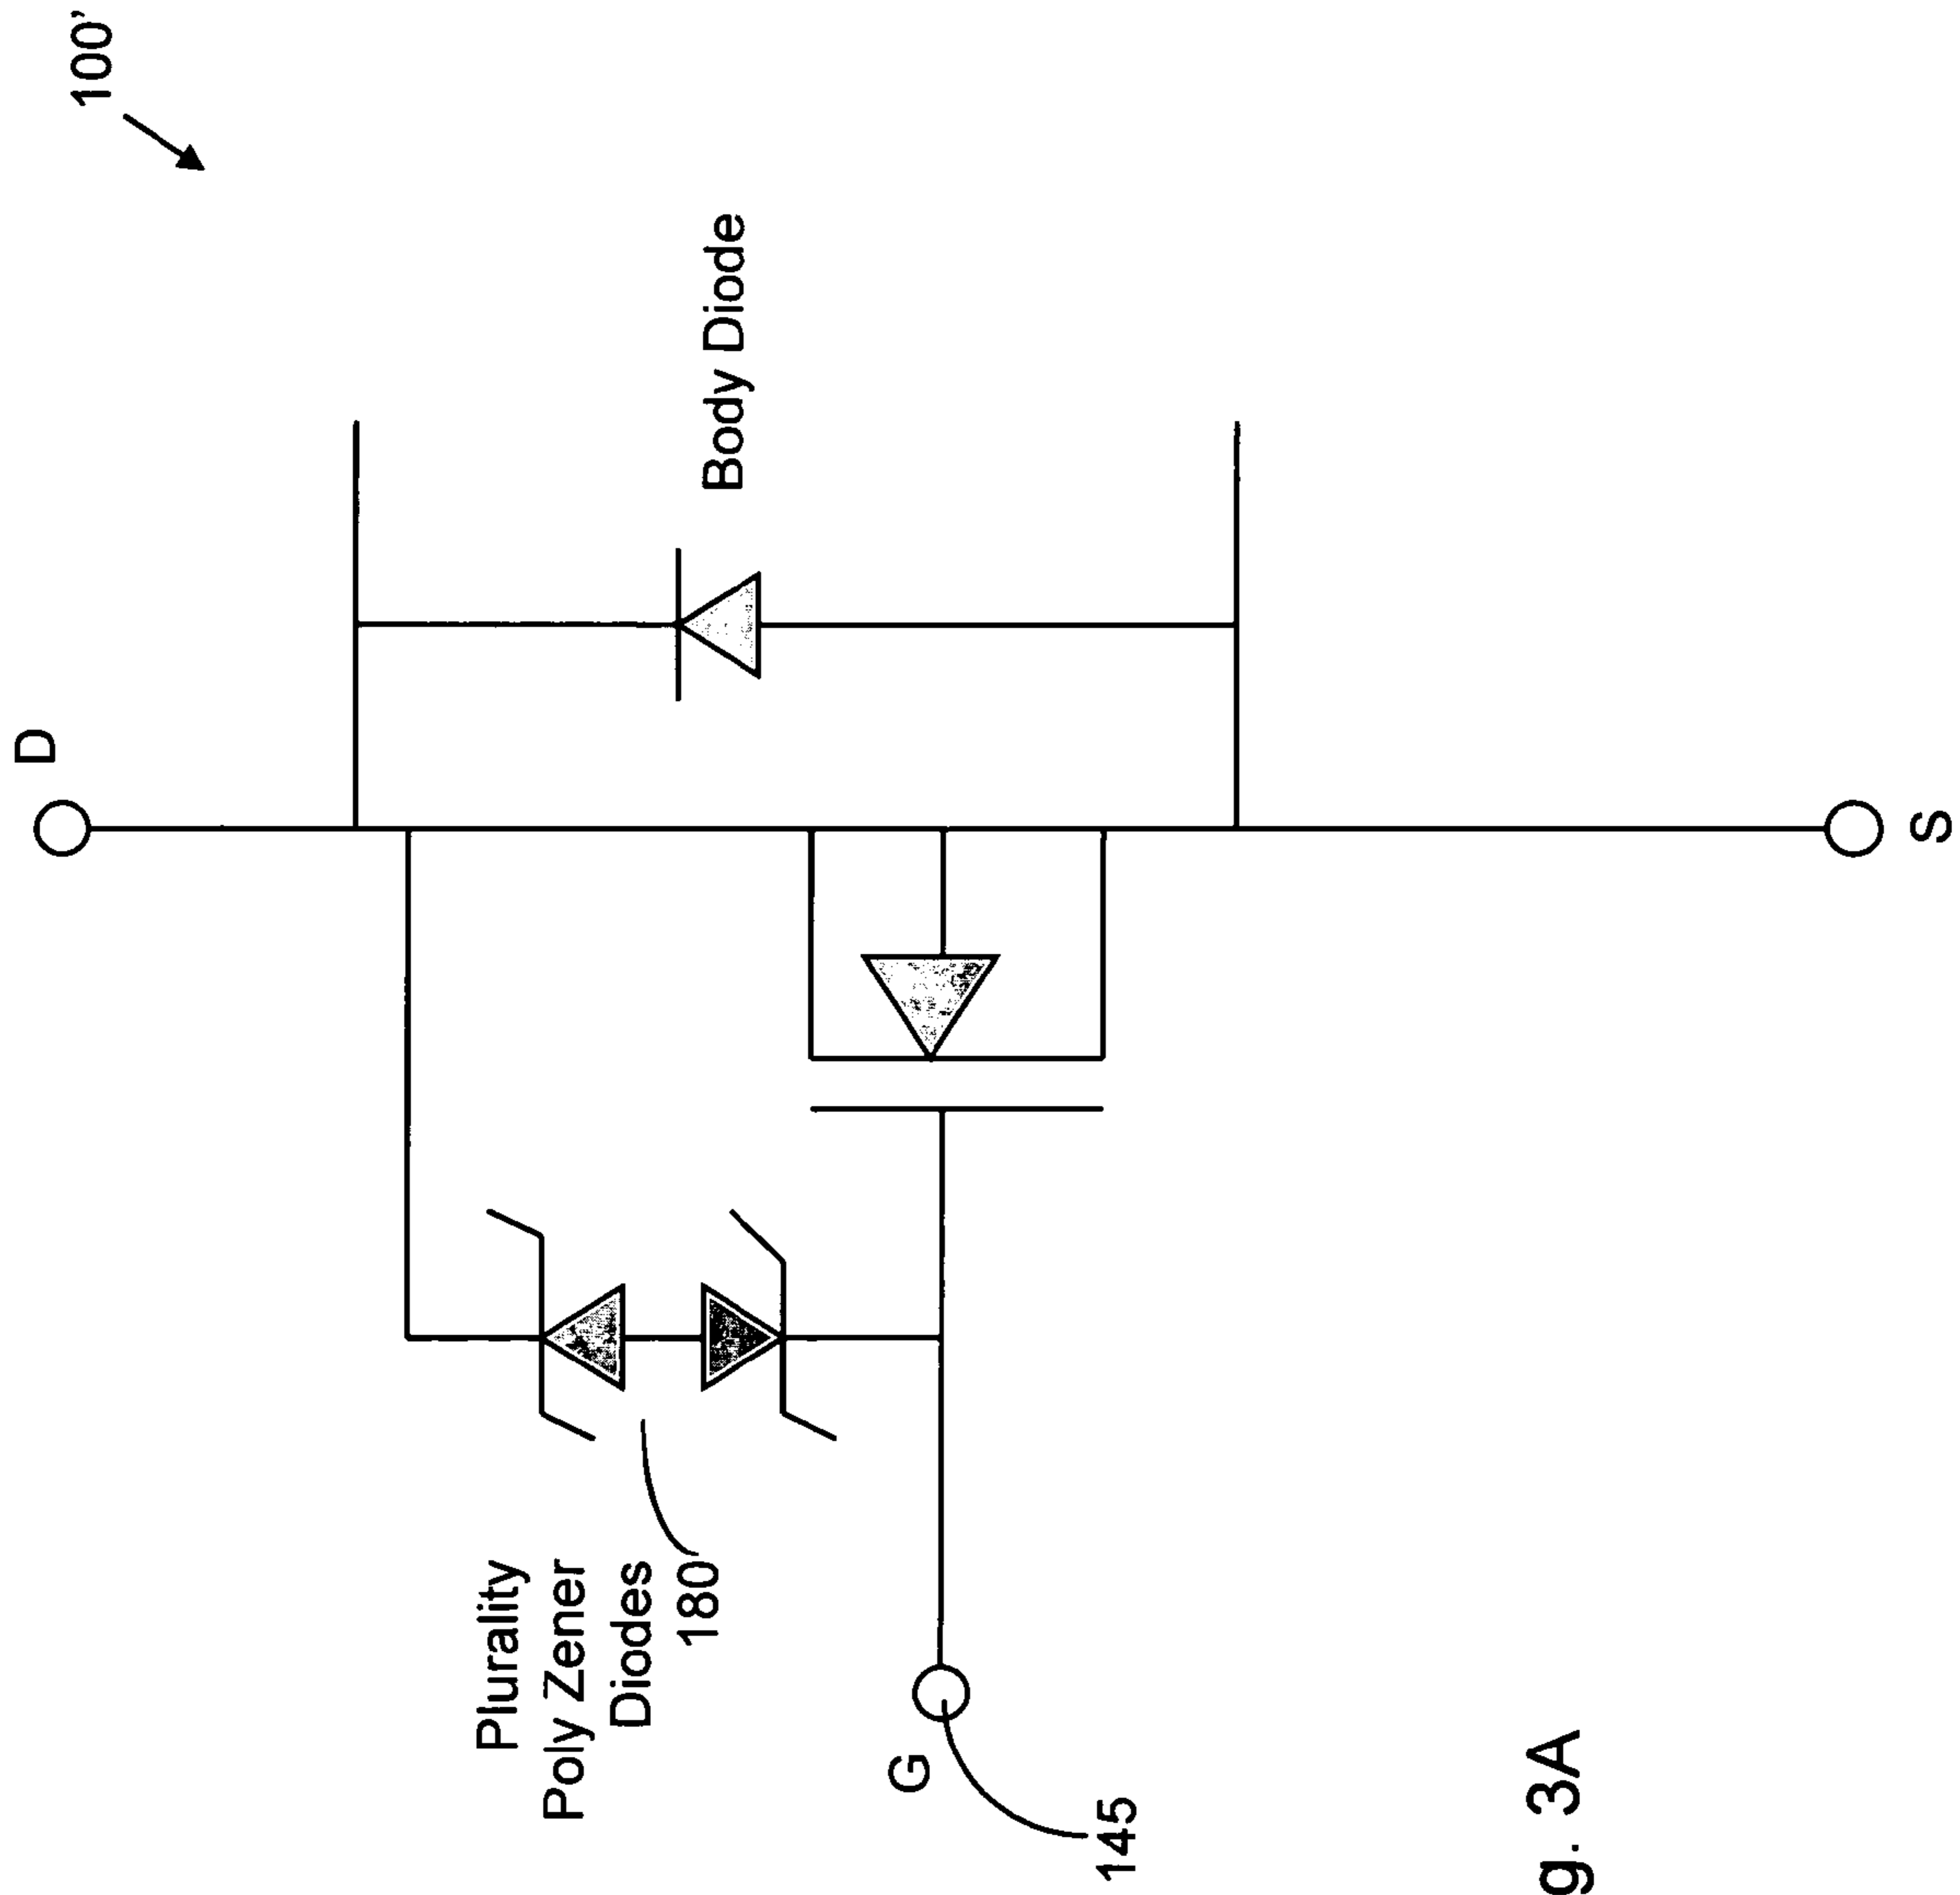 100'
D
Body Diode
Plurality
Poly Zener
Diodes
180'
G
145
S
g. 3A